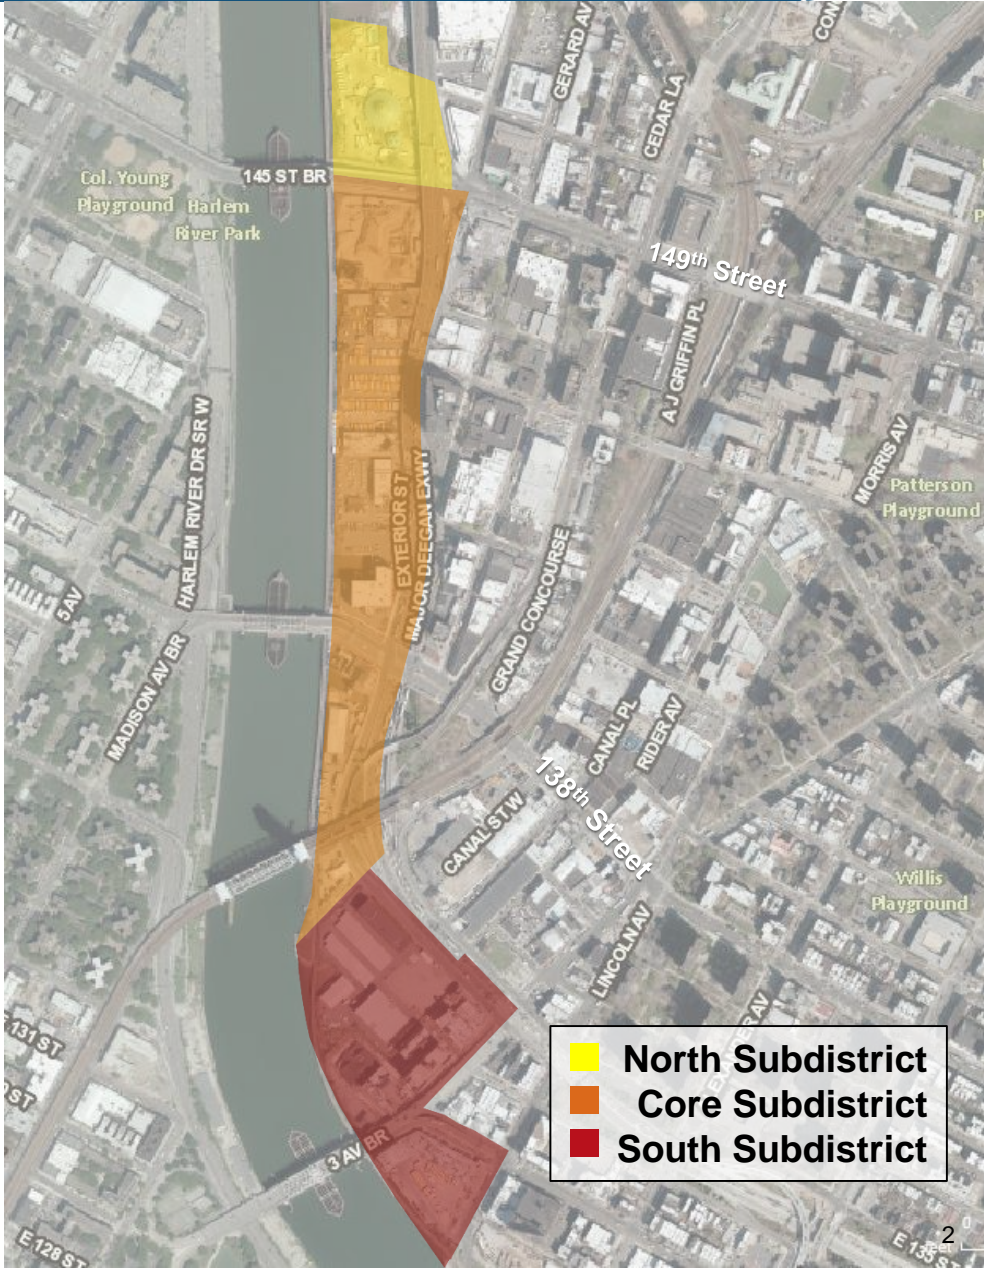 GERARD AV
CEDAR LA
CON
145 ST BR
Col. Young
Playground
Harlem
River Park
149th Street
A J GRIFFIN PL
MORRIS AV
Patterson
Playground
HARLEM RIVER DR SR W
EXTERIOR ST
MAJOR DEEGAN EXWY
GRAND CONCOURSE
5 AV
MADISON AV BR
CANAL PL
RIDER AV
138th Street
CANAL ST W
Willis
Playground
LINCOLN AV
131 ST
ST
3 AV BR
E 128 ST
E 135 ST
North Subdistrict
Core Subdistrict
South Subdistrict
0
2